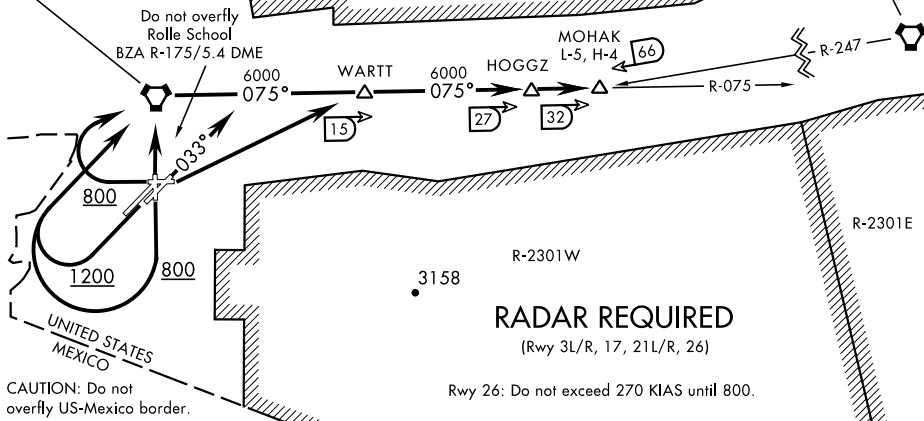 Do not overfly
Rolle School
BZA R-175/5.4 DME
6000
075°
WARTT
6000
075°
HOGGZ
MOHAK
L-5, H-4
66
R-247
R-075
15
27
32
033°
800
1200
800
R-2301E
R-2301W
3158
RADAR REQUIRED
(Rwy 3L/R, 17, 21L/R, 26)
Rwy 26: Do not exceed 270 KIAS until 800.
UNITED STATES
MEXICO
CAUTION: Do not
overfly US-Mexico border.